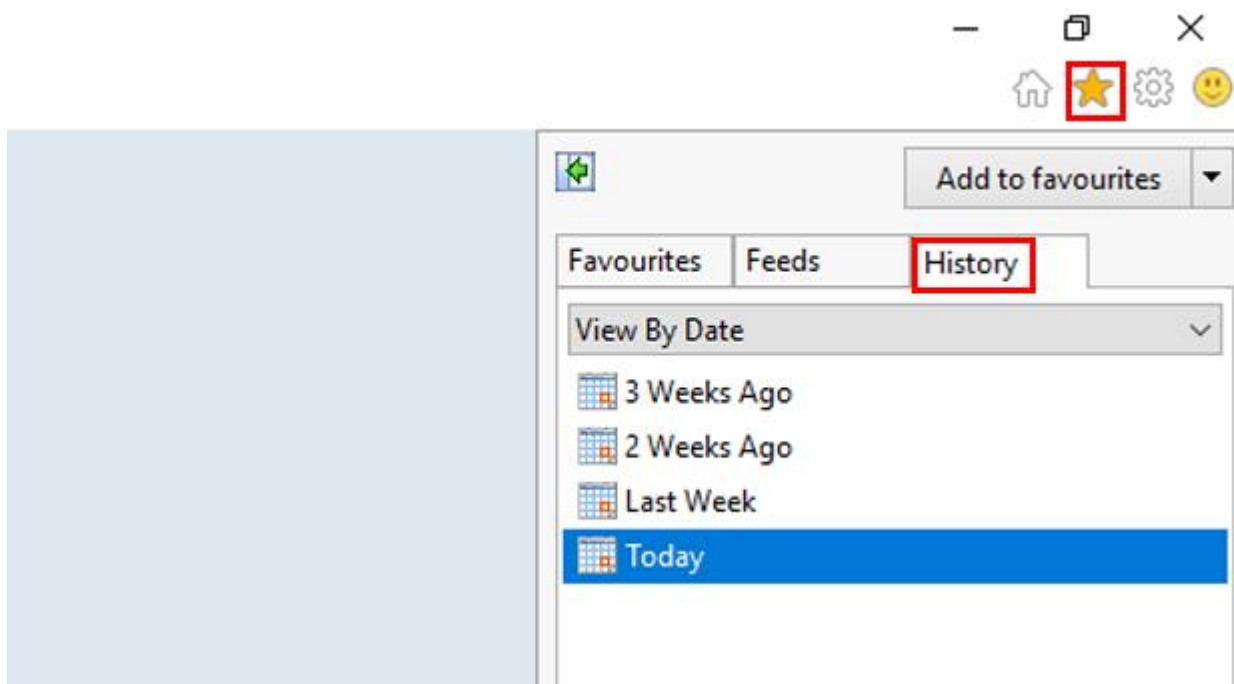 Add to favourites
Favourites Feeds History
View By Date
3 Weeks Ago
2 Weeks Ago
Last Week
Today